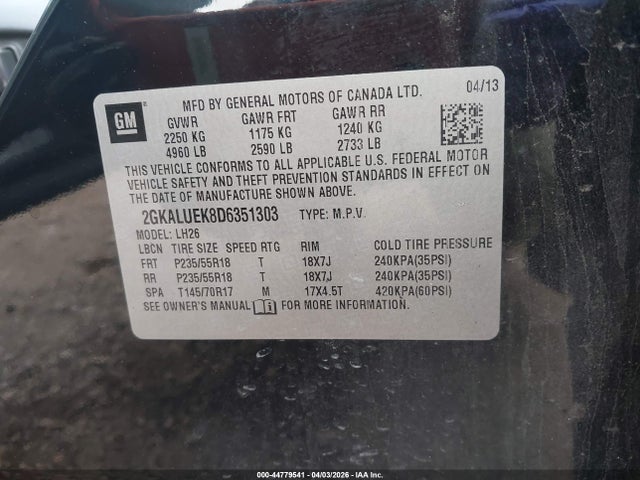 MFD BY GENERAL MOTORS OF CANADA LTD. 04/13
GM
GVWR GAWR FRT GAWR RR
2250 KG 1175 KG 1240 KG
4960 LB 2590 LB 2733 LB
THIS VEHICLE CONFORMS TO ALL APPLICABLE U.S. FEDERAL MOTOR
VEHICLE SAFETY AND THEFT PREVENTION STANDARDS IN EFFECT ON
THE DATE OF MANUFACTURE SHOWN ABOVE.
2GKALUEK8D6351303 TYPE: M.P.V.
MODEL: LH26
LBCN TIRE SIZE SPEED RTG RIM COLD TIRE PRESSURE
FRT P235/55R18 T 18X7J 240KPA(35PSI)
RR P235/55R18 T 18X7J 240KPA(35PSI)
SPA T145/70R17 M 17X4.5T 420KPA(60PSI)
SEE OWNER'S MANUAL FOR MORE INFORMATION.
000-44779541 | 04/03/2026 - IAA Inc.